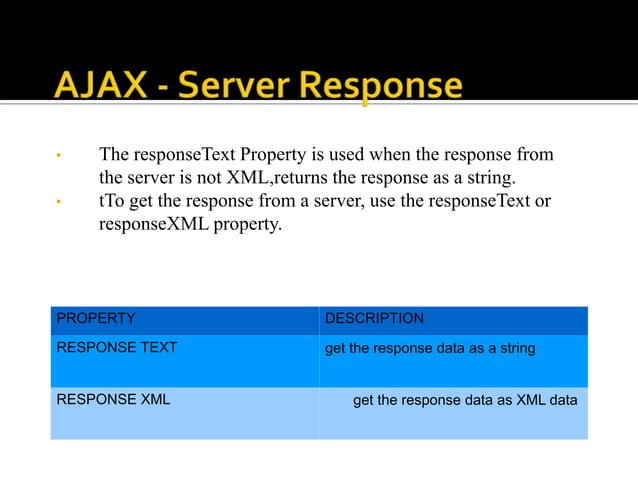 AJAX - Server Response
• The responseText Property is used when the response from
the server is not XML,returns the response as a string.
• tTo get the response from a server, use the responseText or
responseXML property.
PROPERTY DESCRIPTION
RESPONSE TEXT get the response data as a string
RESPONSE XML get the response data as XML data